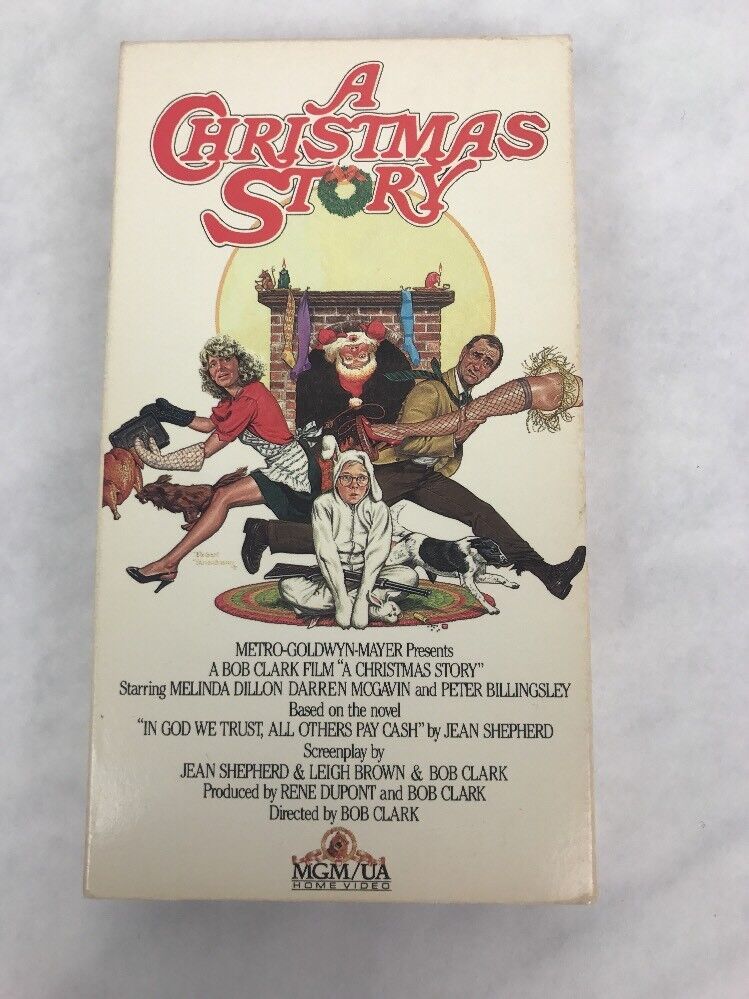 A
CHRISTMAS
STORY
METRO-GOLDWYN-MAYER Presents
A BOB CLARK FILM "A CHRISTMAS STORY"
Starring MELINDA DILLON DARREN MCGAVIN and PETER BILLINGSLEY
Based on the novel
"IN GOD WE TRUST, ALL OTHERS PAY CASH" by JEAN SHEPHERD
Screenplay by
JEAN SHEPHERD & LEIGH BROWN & BOB CLARK
Produced by RENE DUPONT and BOB CLARK
Directed by BOB CLARK
MGM/UA
HOME VIDEO